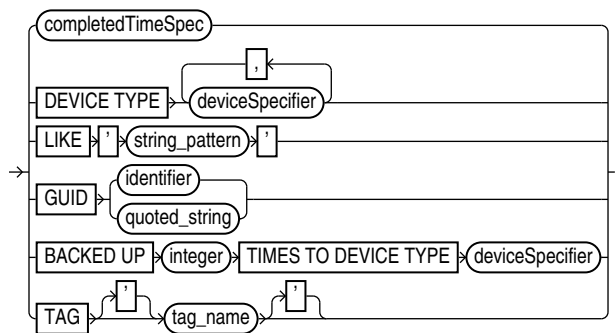 completedTimeSpec
,
DEVICE TYPE deviceSpecifier
LIKE ' string_pattern '
identifier
GUID
quoted_string
BACKED UP integer TIMES TO DEVICE TYPE deviceSpecifier
' '
TAG tag_name